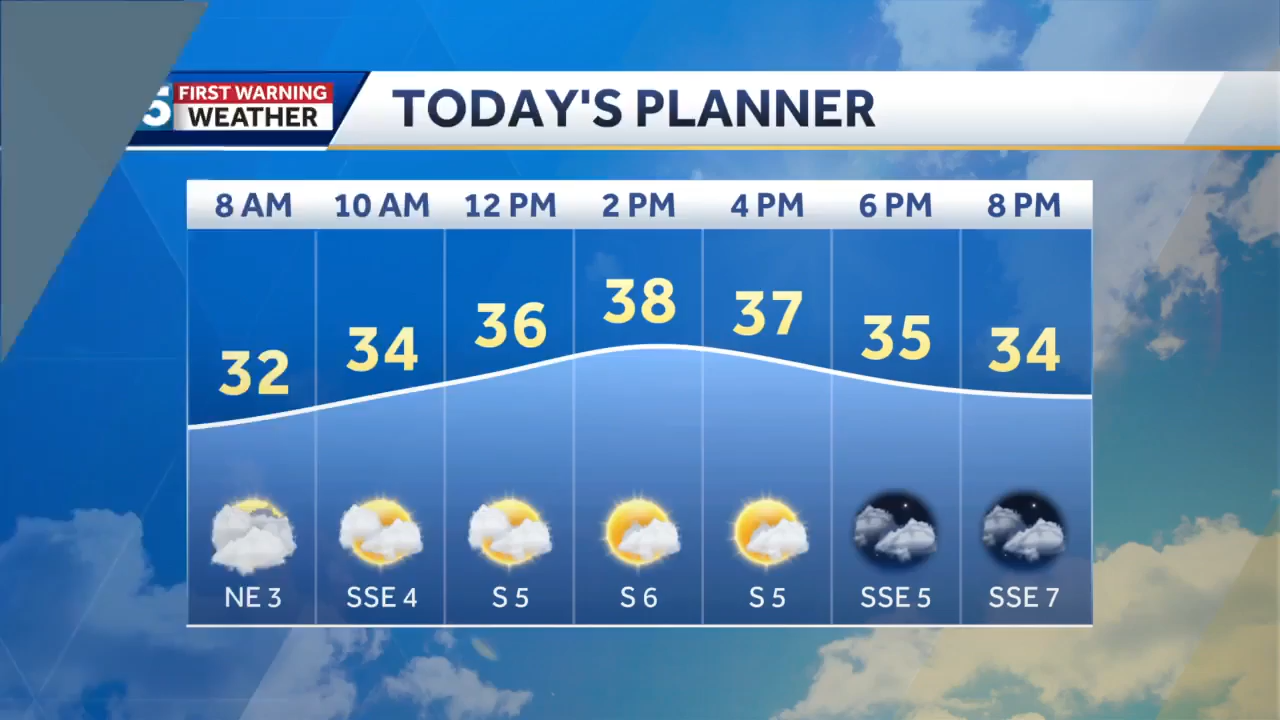 5 FIRST WARNING
WEATHER
TODAY'S PLANNER
8 AM 10 AM 12 PM 2 PM 4 PM 6 PM 8 PM
32 34 36 38 37 35 34
NE 3 SSE 4 S 5 S 6 S 5 SSE 5 SSE 7